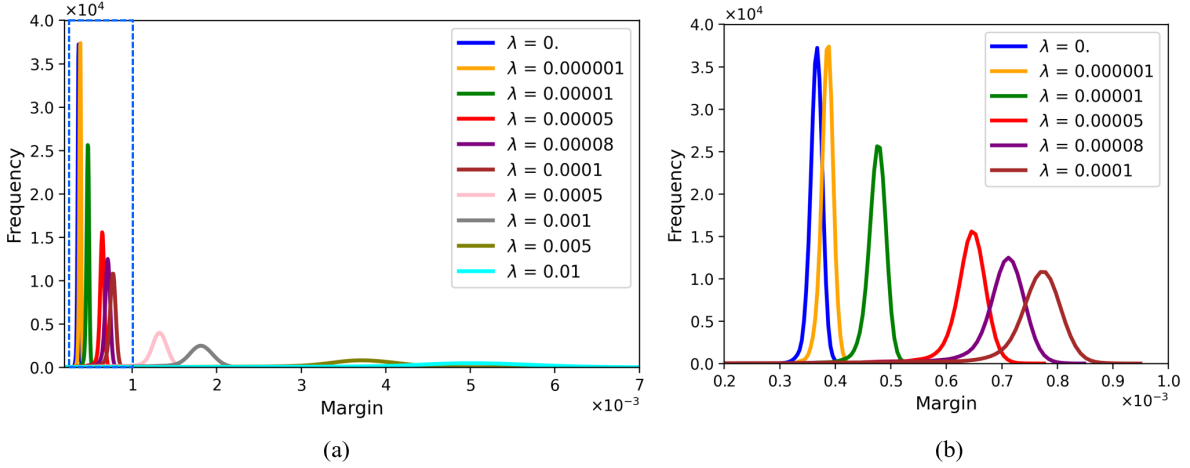 ×10⁴
4.0
3.5
3.0
2.5
2.0
1.5
1.0
0.5
0.0
Frequency
λ = 0.
λ = 0.000001
λ = 0.00001
λ = 0.00005
λ = 0.00008
λ = 0.0001
λ = 0.0005
λ = 0.001
λ = 0.005
λ = 0.01
1 2 3 4 5 6 7
Margin
×10⁻³
(a)
×10⁴
4.0
3.5
3.0
2.5
2.0
1.5
1.0
0.5
0.0
Frequency
λ = 0.
λ = 0.000001
λ = 0.00001
λ = 0.00005
λ = 0.00008
λ = 0.0001
0.2 0.3 0.4 0.5 0.6 0.7 0.8 0.9 1.0
Margin
×10⁻³
(b)